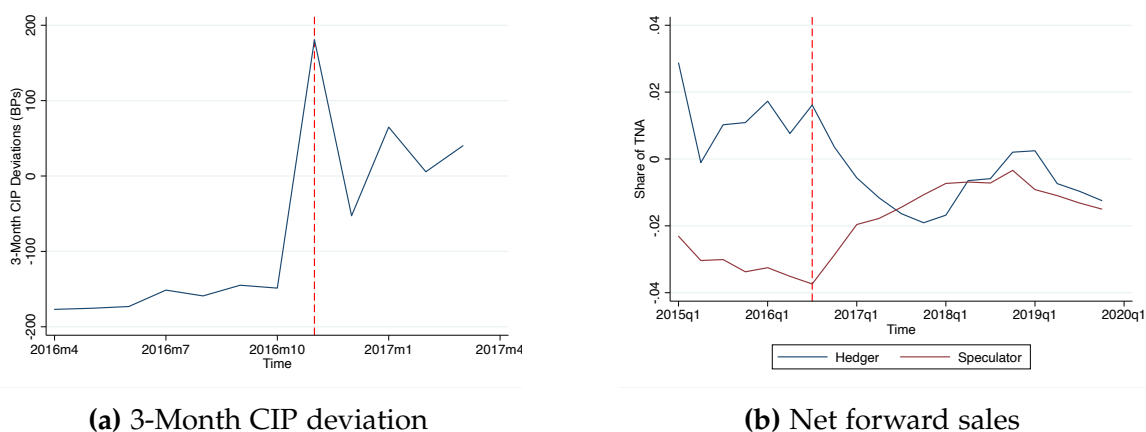 3-Month CIP Deviations (BPs)
200
100
0
-100
-200
2016m4
2016m7
2016m10
2017m1
2017m4
Time
(a) 3-Month CIP deviation
Share of TNA
.04
.02
0
-.02
-.04
2015q1
2016q1
2017q1
2018q1
2019q1
2020q1
Time
Hedger
Speculator
(b) Net forward sales